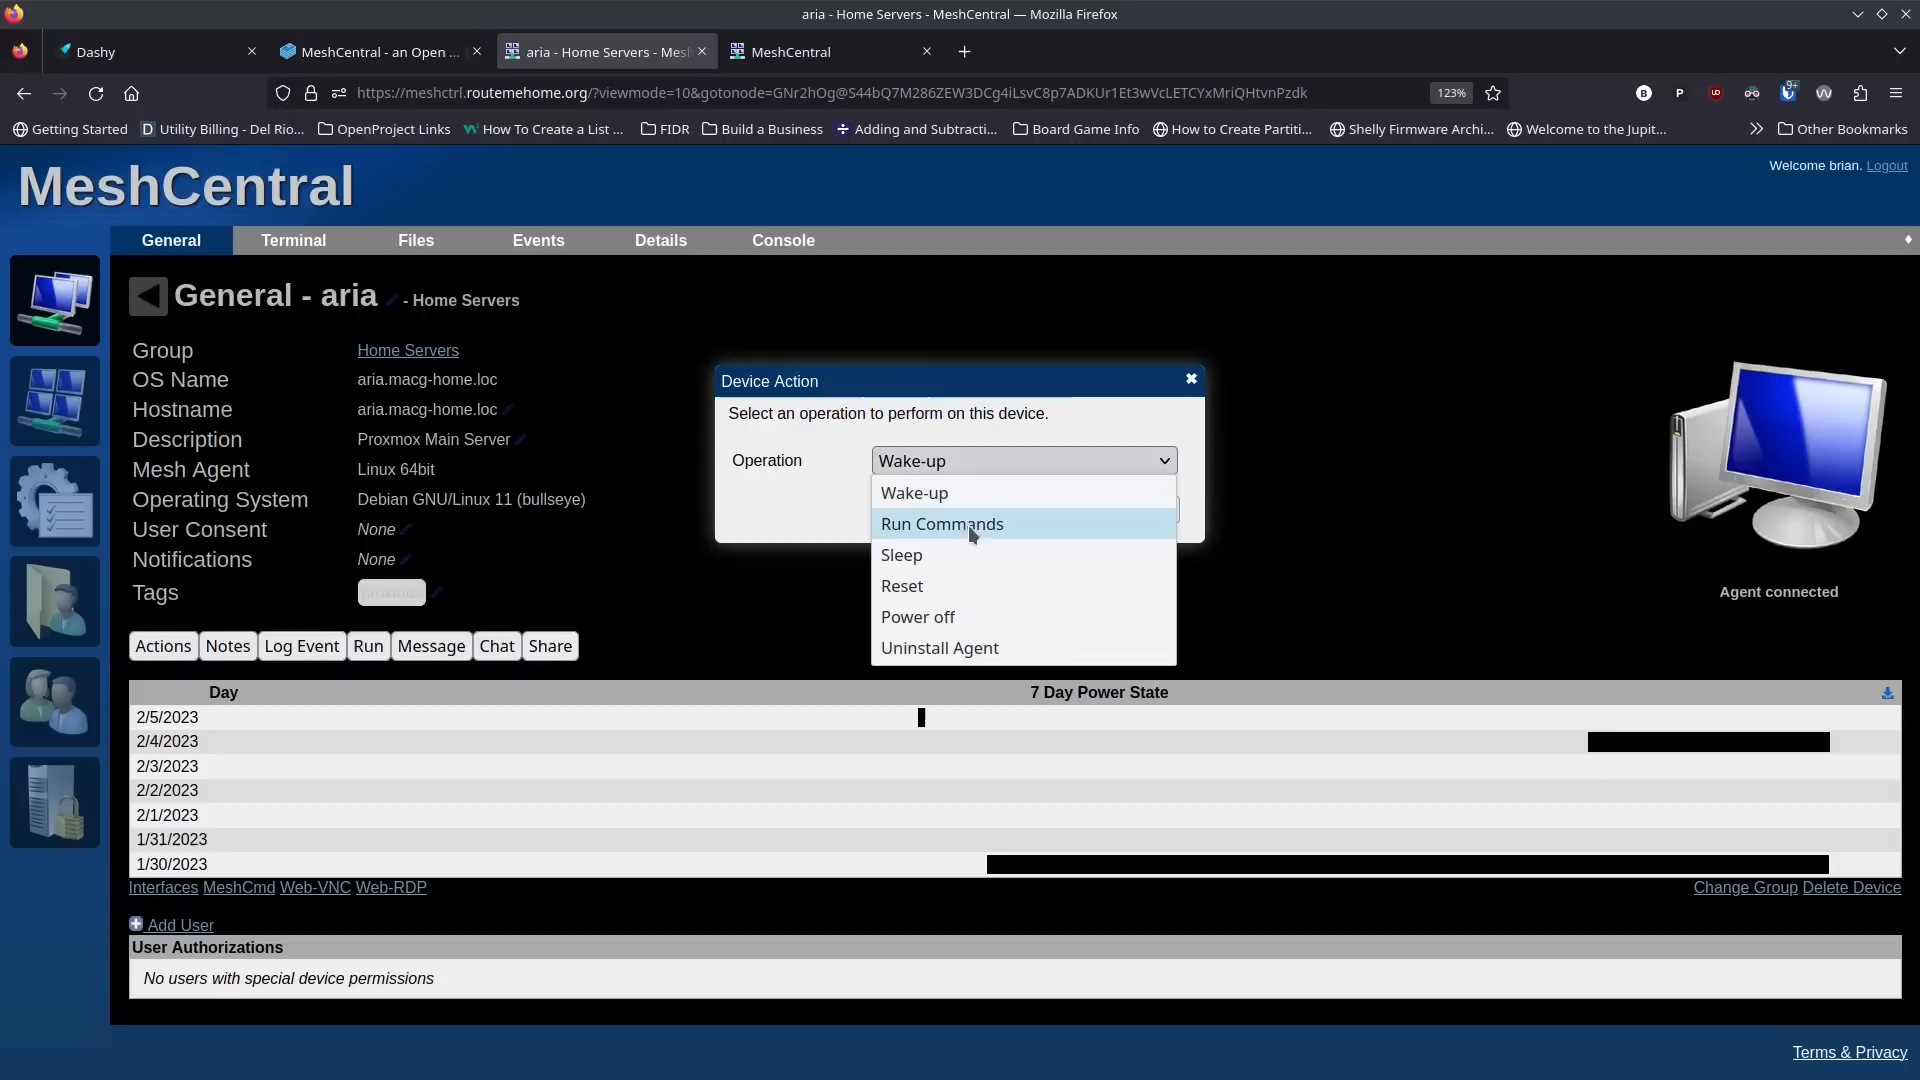 aria - Home Servers - MeshCentral — Mozilla Firefox
Dashy
MeshCentral - an Open ...
aria - Home Servers - Mesh
MeshCentral
https://meshctrl.routemehome.org/?viewmode=10&gotonode=GNr2hOg@S44bQ7M286ZEW3DCg4iLsvC8p7ADKUr1Et3wVcLETCYxMriQHtvnPzdk
123%
9+
Getting Started
Utility Billing - Del Rio...
OpenProject Links
How To Create a List ...
FIDR
Build a Business
Adding and Subtracti...
Board Game Info
How to Create Partiti...
Shelly Firmware Archi...
Welcome to the Jupit...
Other Bookmarks
MeshCentral
Welcome brian. Logout
General Terminal Files Events Details Console
General - aria - Home Servers
Group Home Servers
OS Name aria.macg-home.loc
Hostname aria.macg-home.loc
Description Proxmox Main Server
Mesh Agent Linux 64bit
Operating System Debian GNU/Linux 11 (bullseye)
User Consent None
Notifications None
Tags
Device Action
Select an operation to perform on this device.
Operation Wake-up
Wake-up
Run Commands
Sleep
Reset
Power off
Uninstall Agent
Agent connected
Actions Notes Log Event Run Message Chat Share
Day 7 Day Power State
2/5/2023
2/4/2023
2/3/2023
2/2/2023
2/1/2023
1/31/2023
1/30/2023
Interfaces MeshCmd Web-VNC Web-RDP
Change Group Delete Device
Add User
User Authorizations
No users with special device permissions
Terms & Privacy